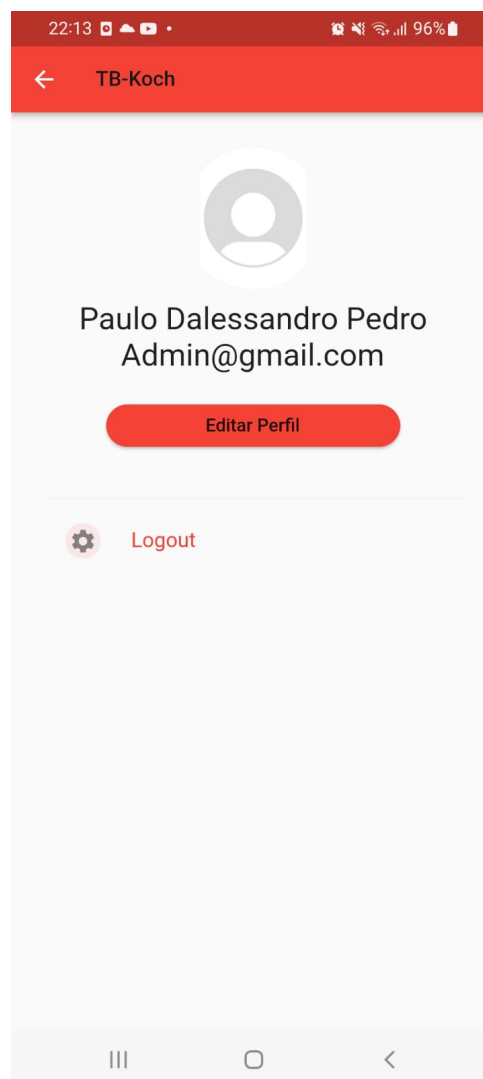 22:13 96%
TB-Koch
Paulo Dalessandro Pedro
Admin@gmail.com
Editar Perfil
Logout